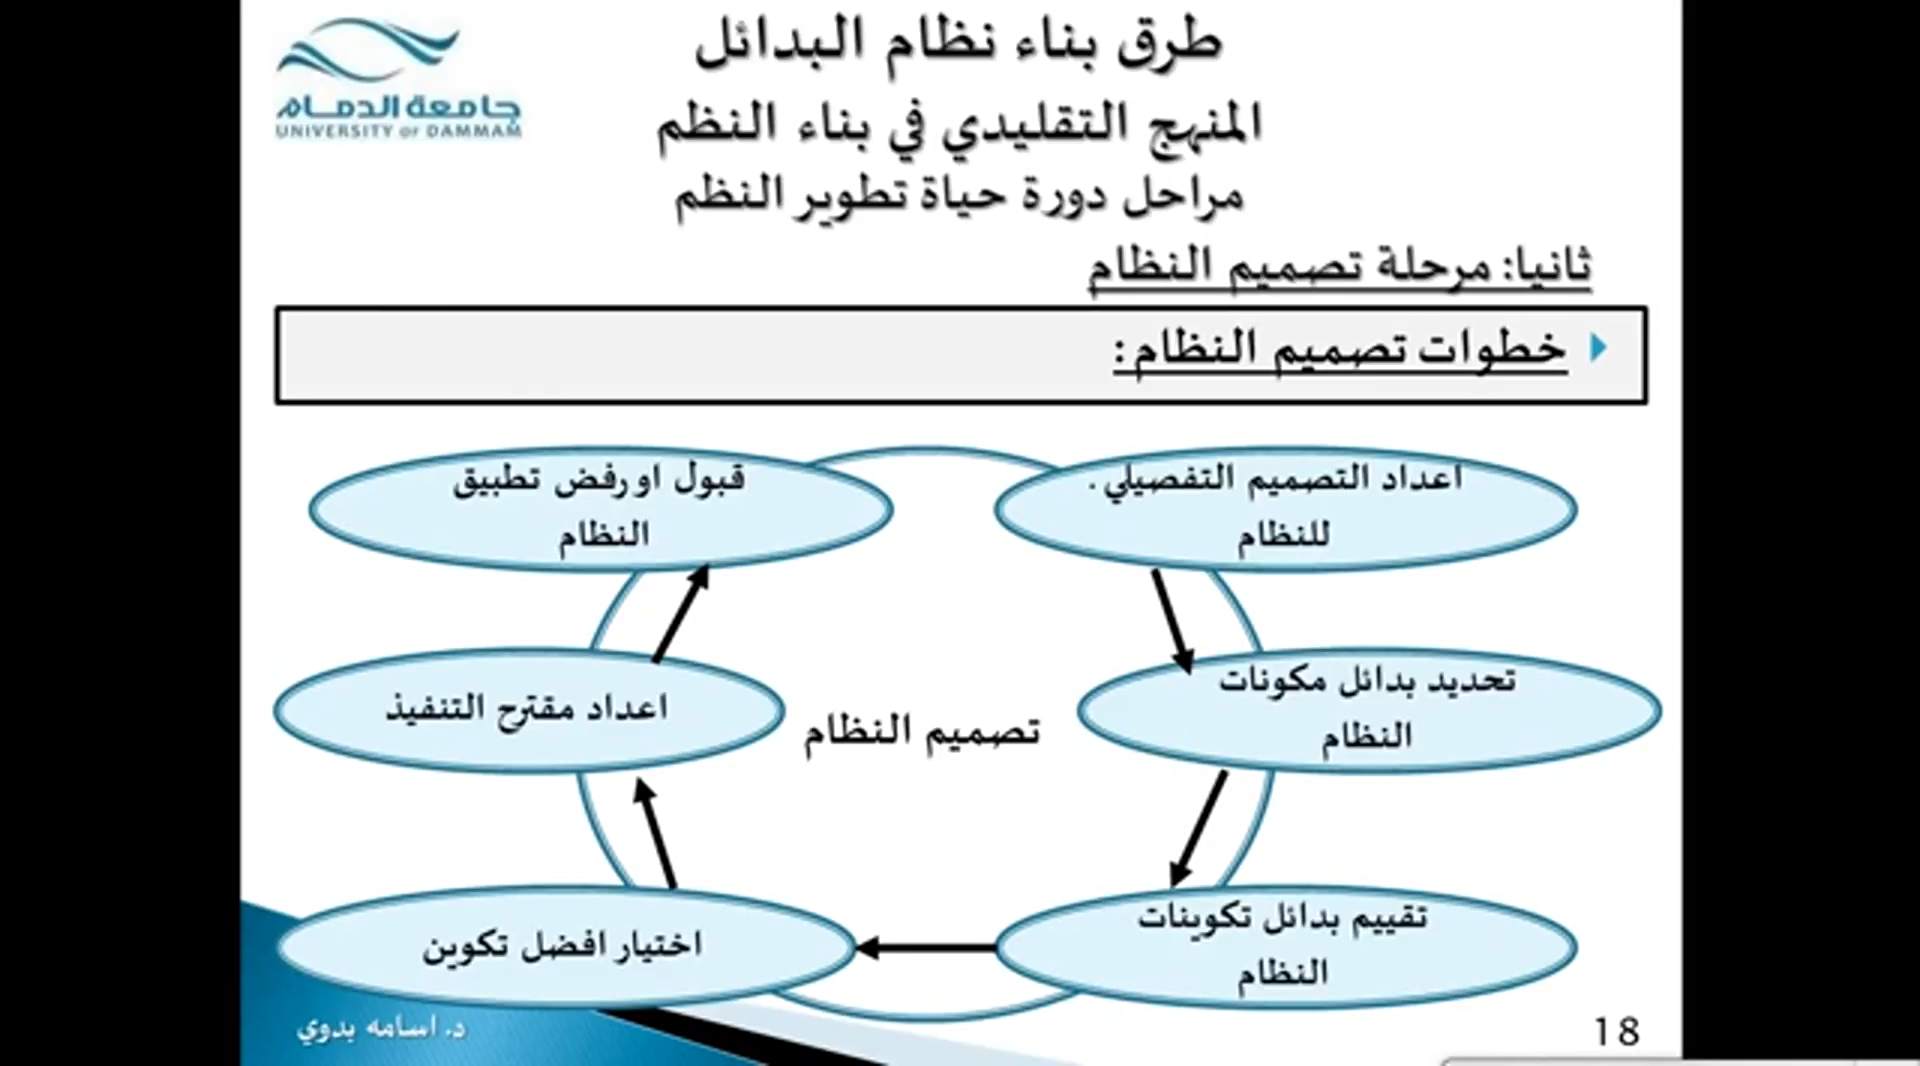 جامعة الدمام
UNIVERSITY OF DAMMAM
طرق بناء نظام البدائل
المنهج التقليدي في بناء النظم
مراحل دورة حياة تطوير النظم
ثانيا: مرحلة تصميم النظام
خطوات تصميم النظام:
اعداد التصميم التفصيلي .
للنظام
تحديد بدائل مكونات
النظام
تقييم بدائل تكوينات
النظام
اختيار افضل تكوين
اعداد مقترح التنفيذ
قبول او رفض تطبيق
النظام
تصميم النظام
د. اسامه بدوي
18